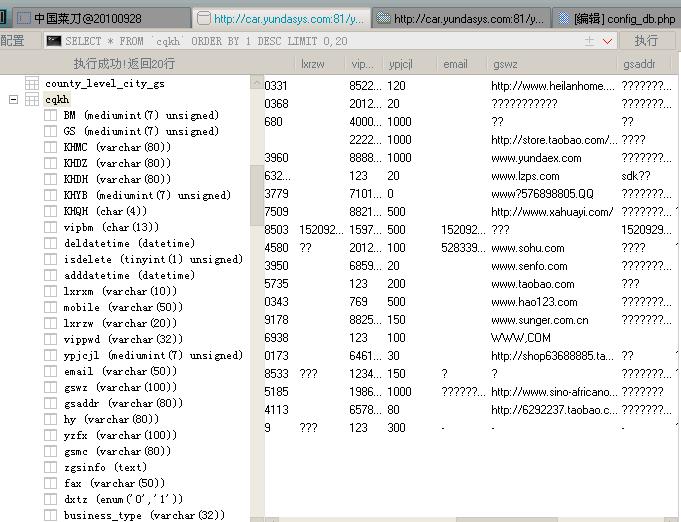 中国菜刀@20100928 http://car.yundasys.com:81/y... http://car.yundasys.com:81/y... [编辑] config_db.php
配置 SELECT * FROM `cqkh` ORDER BY 1 DESC LIMIT 0,20 执行
执行成功!返回20行 lxrzw vip... ypjcjl email gswz gsaddr
county_level_city_gs
cqkh
BM (mediumint(7) unsigned)
GS (mediumint(7) unsigned)
KHMC (varchar(80))
KHDZ (varchar(80))
KHDH (varchar(80))
KHYB (mediumint(7) unsigned)
KHQH (char(4))
vipbm (char(13))
deldatetime (datetime)
isdelete (tinyint(1) unsigned)
adddatetime (datetime)
lxrxm (varchar(10))
mobile (varchar(50))
lxrzw (varchar(20))
vippwd (varchar(32))
ypjcjl (mediumint(7) unsigned)
email (varchar(50))
gswz (varchar(100))
gsaddr (varchar(80))
hy (varchar(80))
yzfx (varchar(100))
gsmc (varchar(80))
zgsinfo (text)
fax (varchar(50))
dxtz (enum('0','1'))
business_type (varchar(32))
0331 8522... 120 http://www.heilanhome.... ???????...
0368 2012... 20 ??????????? ???????...
680 4000... 1000 ?? ??
2222... 1000 http://store.taobao.com/... ????
3960 8888... 1000 www.yundaex.com ???????...
632... 123 20 www.lzps.com sdk??
3779 7101... 0 www?576898805.QQ ???????...
7509 8821... 500 http://www.xahuayi.com/ ???????...
8503 152092... 1597... 500 152092... ??? 1520929...
4580 ?? 2012... 100 528339... www.sohu.com ????
3950 6859... 20 www.senfo.com ???????...
5735 123 200 www.taobao.com ???
0343 769 500 www.hao123.com ???????...
9178 8825... 150 www.sunger.com.cn ???????...
6938 123 100 WWW,COM
0173 6461... 30 http://shop63688885.ta... ??
8533 ??? 1234... 150 ? ? ???????...
5185 1986... 1000 ??????... http://www.sino-africano... ???????...
4113 6578... 80 http://6292237.taobao.c... ???????...
9 ??? 123 300 - - -